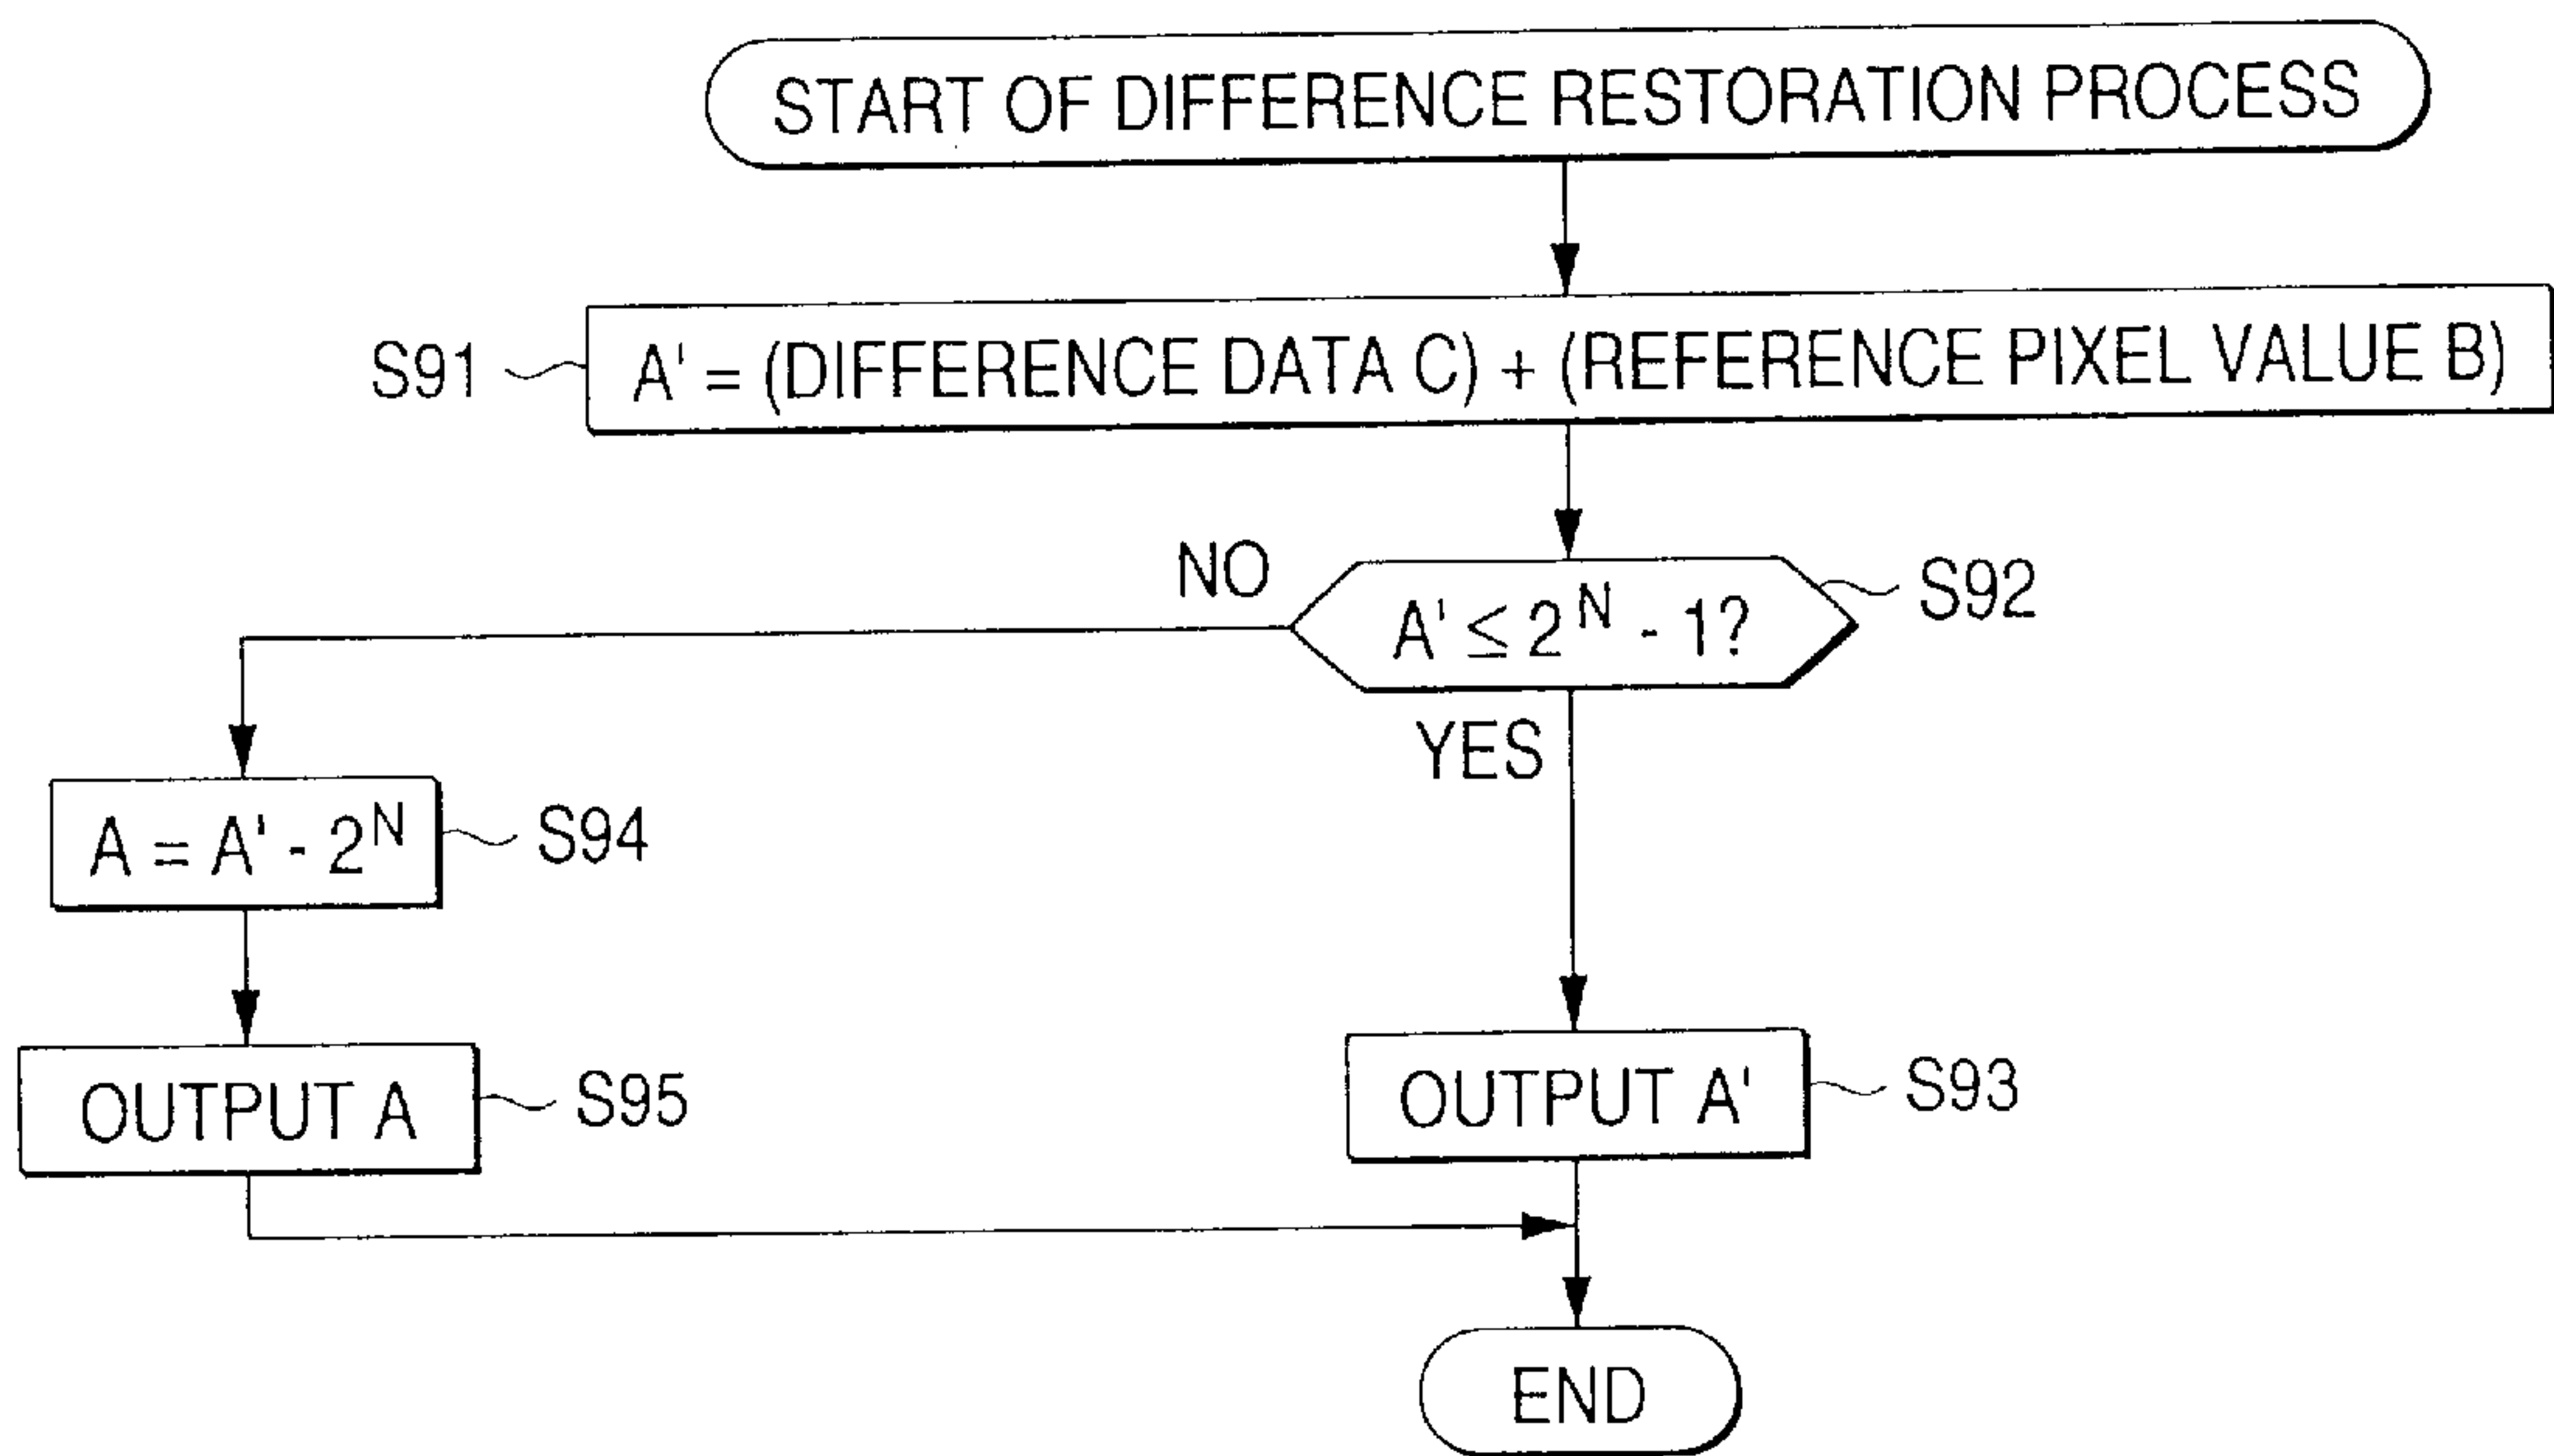 START OF DIFFERENCE RESTORATION PROCESS
S91
A' = (DIFFERENCE DATA C) + (REFERENCE PIXEL VALUE B)
NO
A' ≤ 2^N - 1?
S92
YES
A = A' - 2^N
S94
OUTPUT A
S95
OUTPUT A'
S93
END